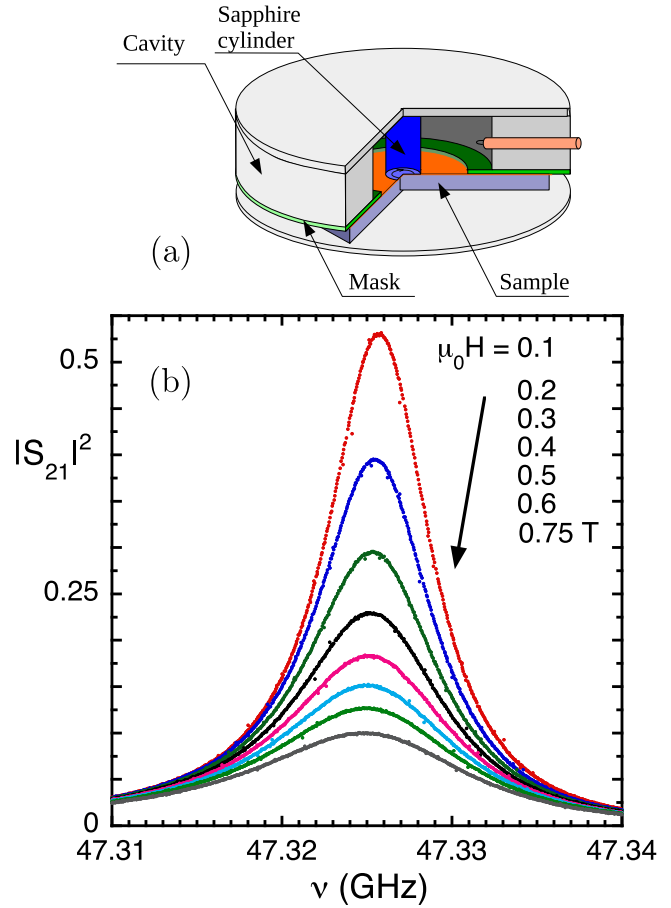 Sapphire
cylinder
Cavity
(a)
Mask
Sample
(b)
μ₀H = 0.1
0.2
0.3
0.4
0.5
0.6
0.75 T
|S₂₁|²
0.5
0.25
0
47.31 47.32 47.33 47.34
ν (GHz)